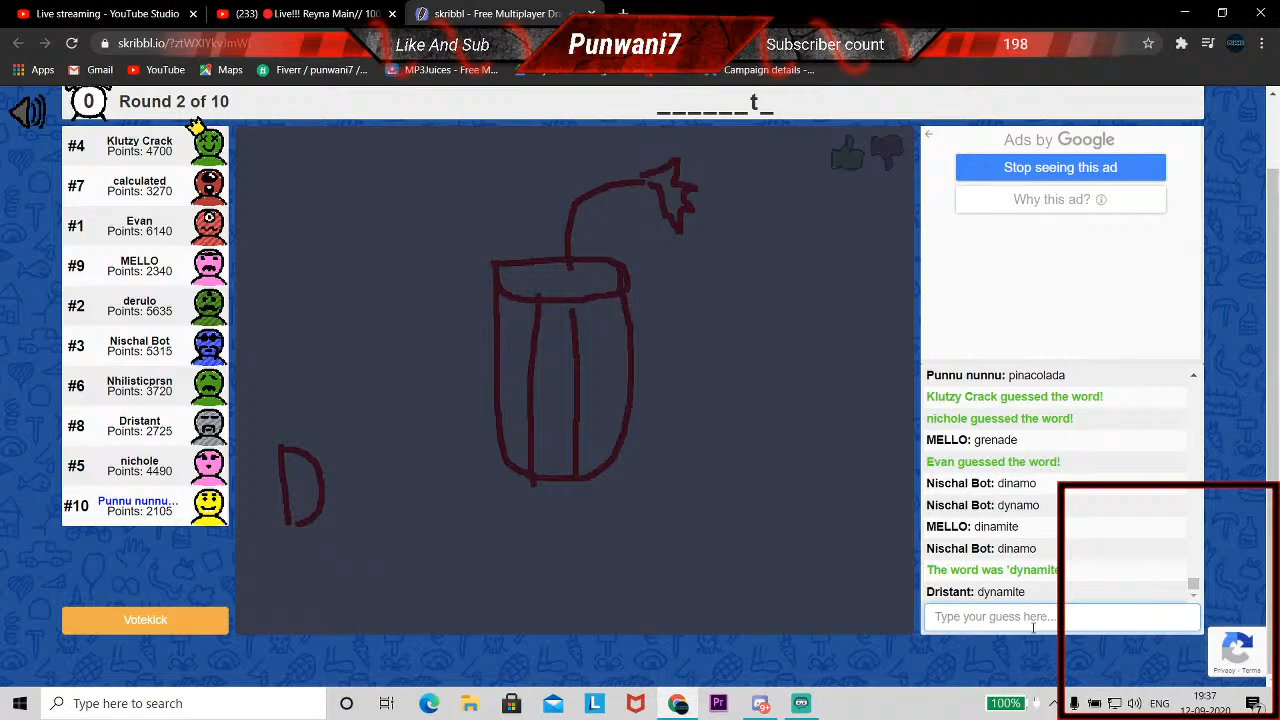 Live streaming - YouTube Studio
(233) Live!!! Reyna Main// 100
skribbl - Free Multiplayer Dra
skribbl.io/?ztWXIYkvJmW
Like And Sub
Punwani7
Subscriber count
198
Apps
Gmail
YouTube
Maps
Fiverr / punwani7 /...
MP3Juices - Free M...
Campaign details -...
0
Round 2 of 10
______t_
#4
Klutzy Crack
Points: 4700
#7
calculated
Points: 3270
#1
Evan
Points: 6140
#9
MELLO
Points: 2340
#2
derulo
Points: 5635
#3
Nischal Bot
Points: 5315
#6
Nhilisticprsn
Points: 3720
#8
Dristant
Points: 2725
#5
nichole
Points: 4490
#10
Punnu nunnu...
Points: 2105
Votekick
D
Ads by Google
Stop seeing this ad
Why this ad?
Punnu nunnu: pinacolada
Klutzy Crack guessed the word!
nichole guessed the word!
MELLO: grenade
Evan guessed the word!
Nischal Bot: dinamo
Nischal Bot: dynamo
MELLO: dinamite
Nischal Bot: dinamo
The word was 'dynamite
Dristant: dynamite
Type your guess here...
Privacy - Terms
Type here to search
100%
ENG
19:37
12-09-2020
7